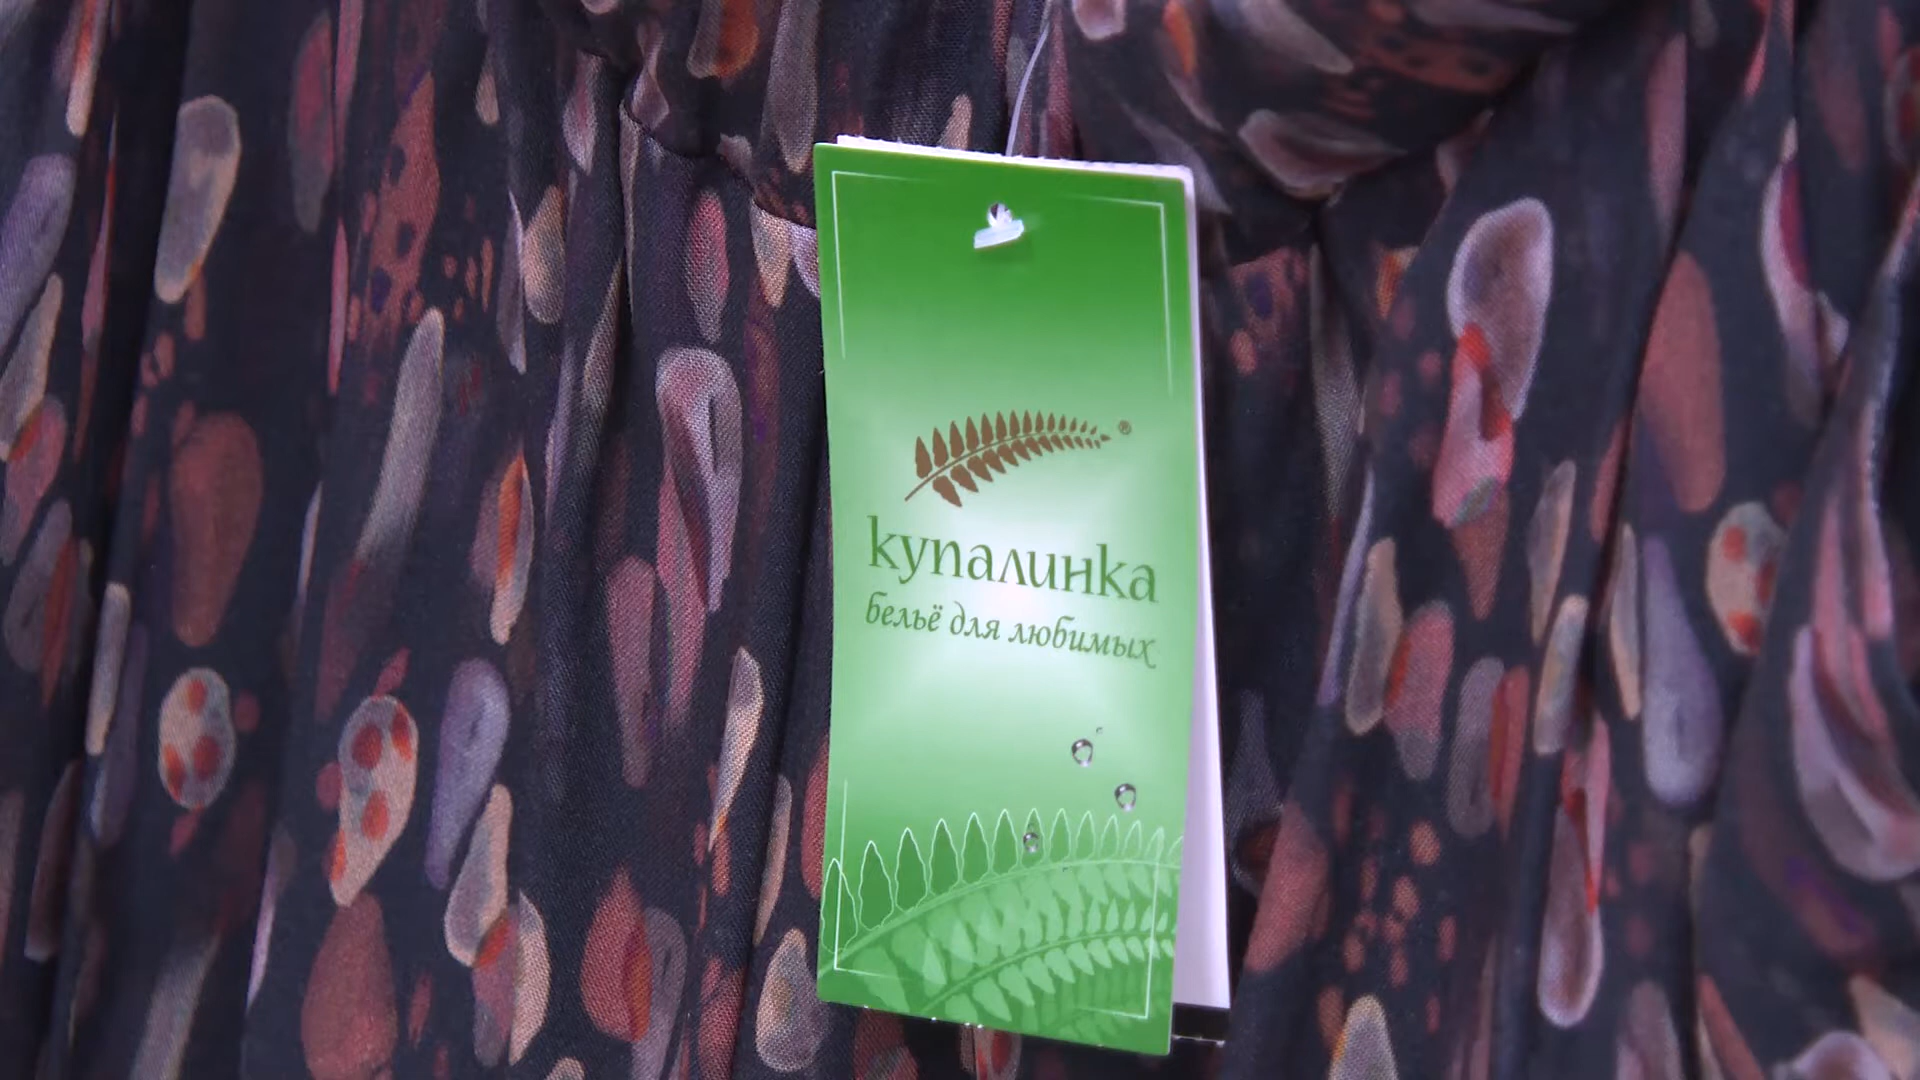 ®
купалинка
бельё для любимых